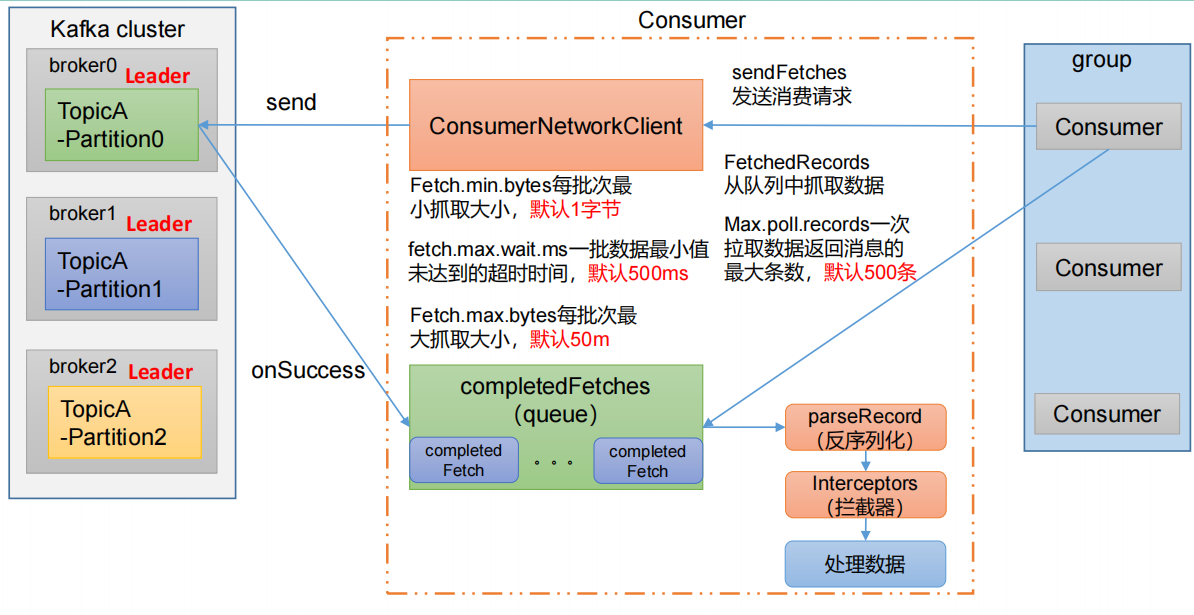 Kafka cluster
broker0
Leader
TopicA
-Partition0
broker1
Leader
TopicA
-Partition1
broker2
Leader
TopicA
-Partition2
send
onSuccess
Consumer
ConsumerNetworkClient
Fetch.min.bytes每批次最
小抓取大小，默认1字节
fetch.max.wait.ms一批数据最小值
未达到的超时时间，默认500ms
Fetch.max.bytes每批次最
大抓取大小，默认50m
completedFetches
（queue）
completed
Fetch
。。。
completed
Fetch
sendFetches
发送消费请求
FetchedRecords
从队列中抓取数据
Max.poll.records一次
拉取数据返回消息的
最大条数，默认500条
parseRecord
（反序列化）
Interceptors
（拦截器）
处理数据
group
Consumer
Consumer
Consumer